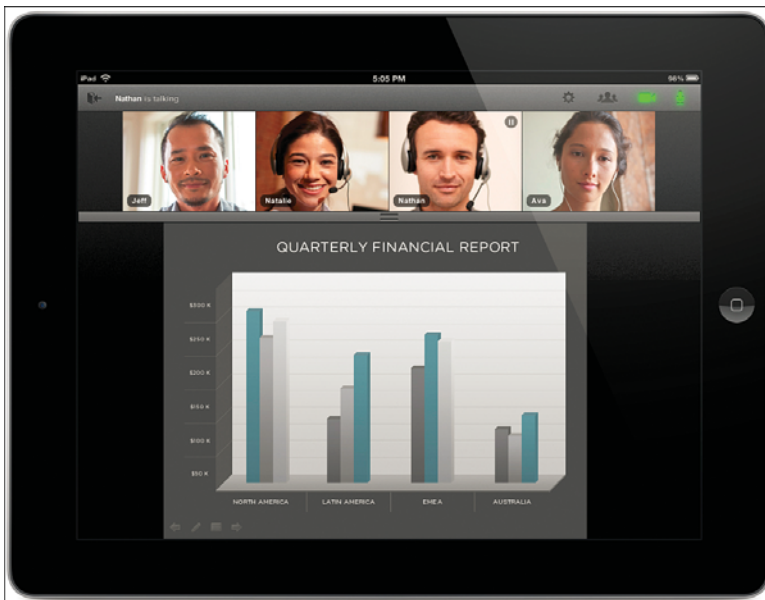 iPad
5:05 PM
56%
Nathan is talking
Jeff
Natalie
Nathan
Ava
QUARTERLY FINANCIAL REPORT
$300 K
$250 K
$200 K
$150 K
$100 K
$50 K
NORTH AMERICA
LATIN AMERICA
EMEA
AUSTRALIA